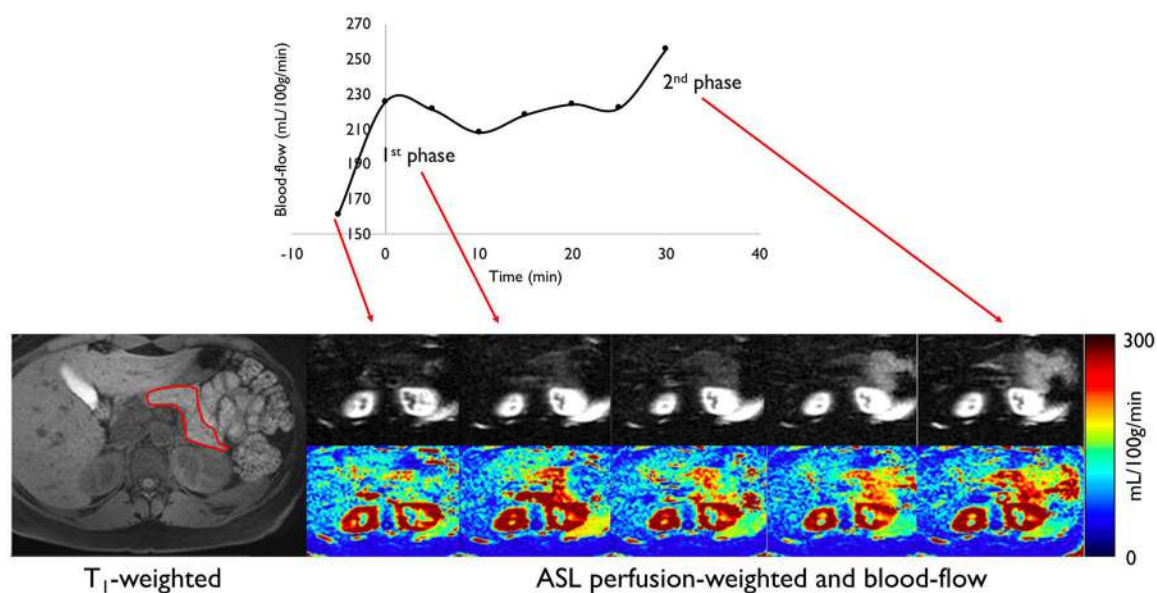 270
250
230
210
190
170
150
Blood-flow (mL/100g/min)
2nd phase
1st phase
-10 0 10 20 30 40
Time (min)
300
mL/100g/min
0
T1-weighted
ASL perfusion-weighted and blood-flow